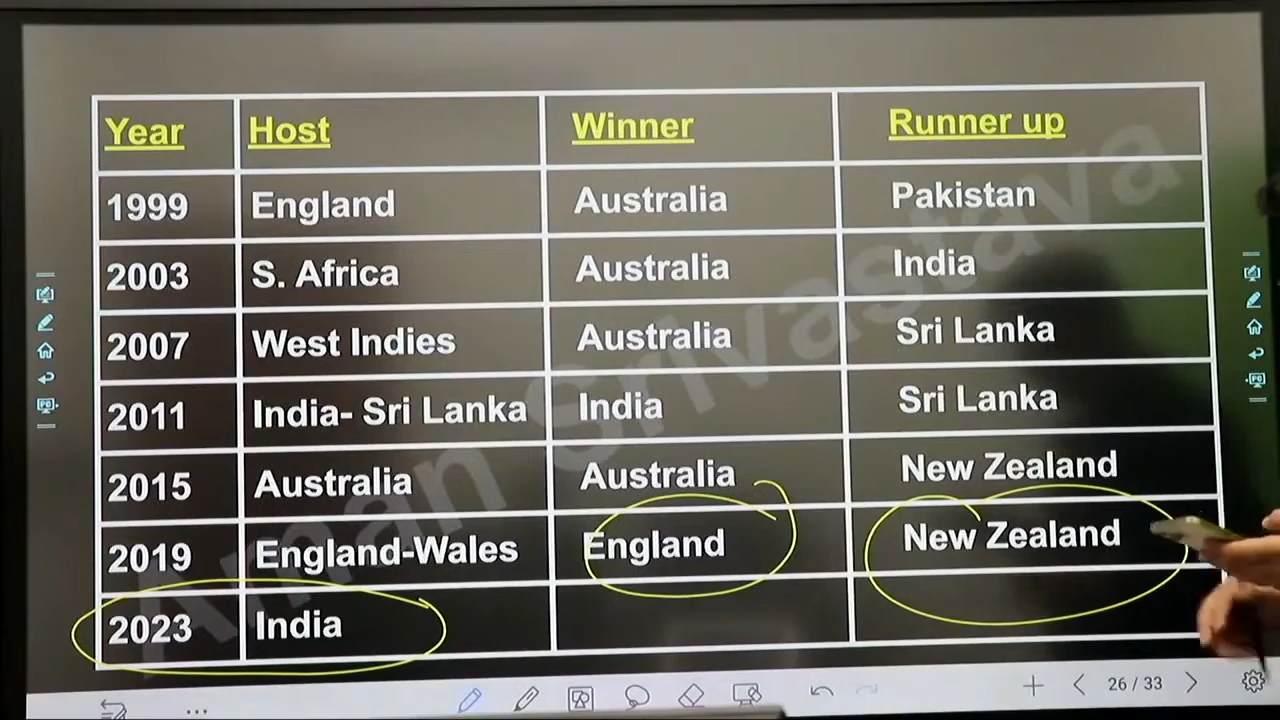 Year Host Winner Runner up
1999 England Australia Pakistan
2003 S. Africa Australia India
2007 West Indies Australia Sri Lanka
2011 India- Sri Lanka India Sri Lanka
2015 Australia Australia New Zealand
2019 England-Wales England New Zealand
2023 India
Aman Srivastava
26 / 33